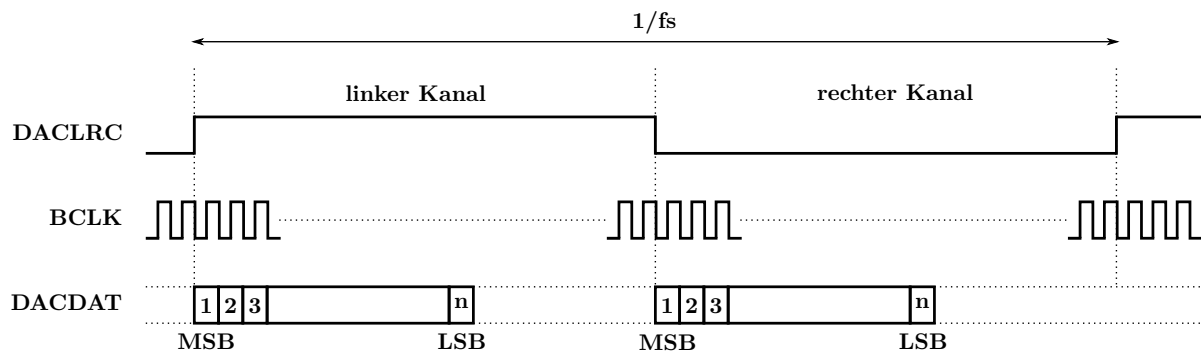 1/fs
linker Kanal rechter Kanal
DACLRC
BCLK
DACDAT 1 2 3 n 1 2 3 n
MSB LSB MSB LSB